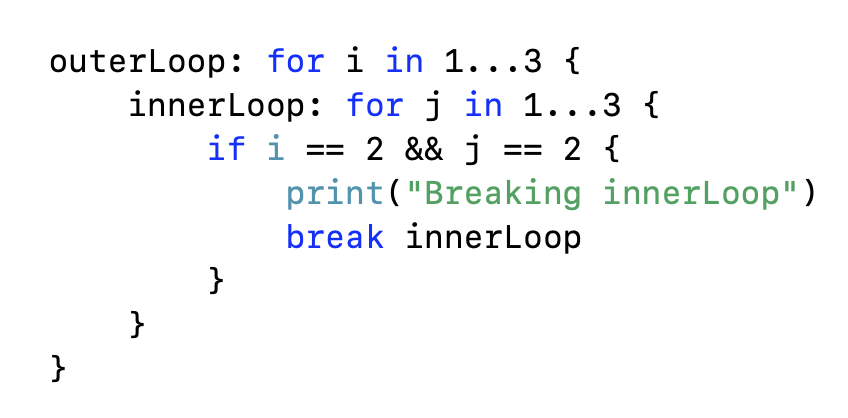 outerLoop: for i in 1...3 {
    innerLoop: for j in 1...3 {
        if i == 2 && j == 2 {
            print("Breaking innerLoop")
            break innerLoop
        }
    }
}